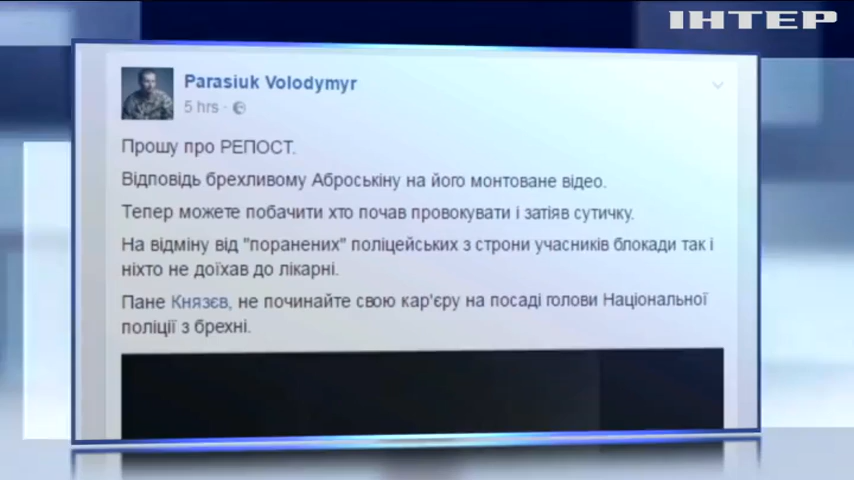 ІНТЕР
Parasiuk Volodymyr
5 hrs ·
Прошу про РЕПОСТ.
Відповідь брехливому Аброськіну на його монтоване відео.
Тепер можете побачити хто почав провокувати і затіяв сутичку.
На відміну від "поранених" поліцейських з строни учасників блокади так і
ніхто не доїхав до лікарні.
Пане Князєв, не починайте свою кар'єру на посаді голови Національної
поліції з брехні.